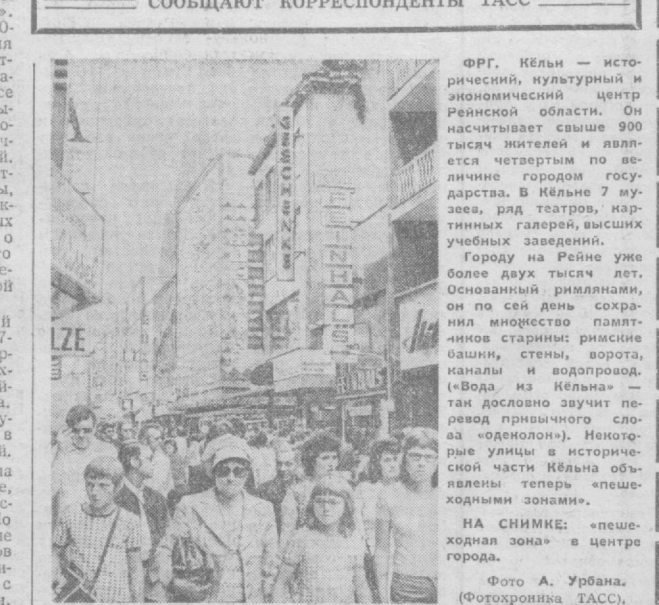 СООБЩАЮТ КОРРЕСПОНДЕНТЫ ТАСС
LZE
BETTINHAUS
ФРГ. Кёльн — исто-
рический, культурный и
экономический центр
Рейнской области. Он
насчитывает свыше 900
тысяч жителей и явля-
ется четвертым по ве-
личине городом госу-
дарства. В Кёльне 7 му-
зеев, ряд театров, кар-
тинных галерей, высших
учебных заведений.
Городу на Рейне уже
более двух тысяч лет.
Основанный римлянами,
он по сей день сохра-
нил множество памят-
ников старины: римские
башни, стены, ворота,
каналы и водопровод.
(«Вода из Кёльна» —
так дословно звучит пе-
ревод привычного сло-
ва «одеколон»). Некото-
рые улицы в историче-
ской части Кёльна объ-
явлены теперь «пеше-
ходными зонами».
НА СНИМКЕ: «пеше-
ходная зона» в центре
города.
Фото А. Урбана.
(Фотохроника ТАСС).